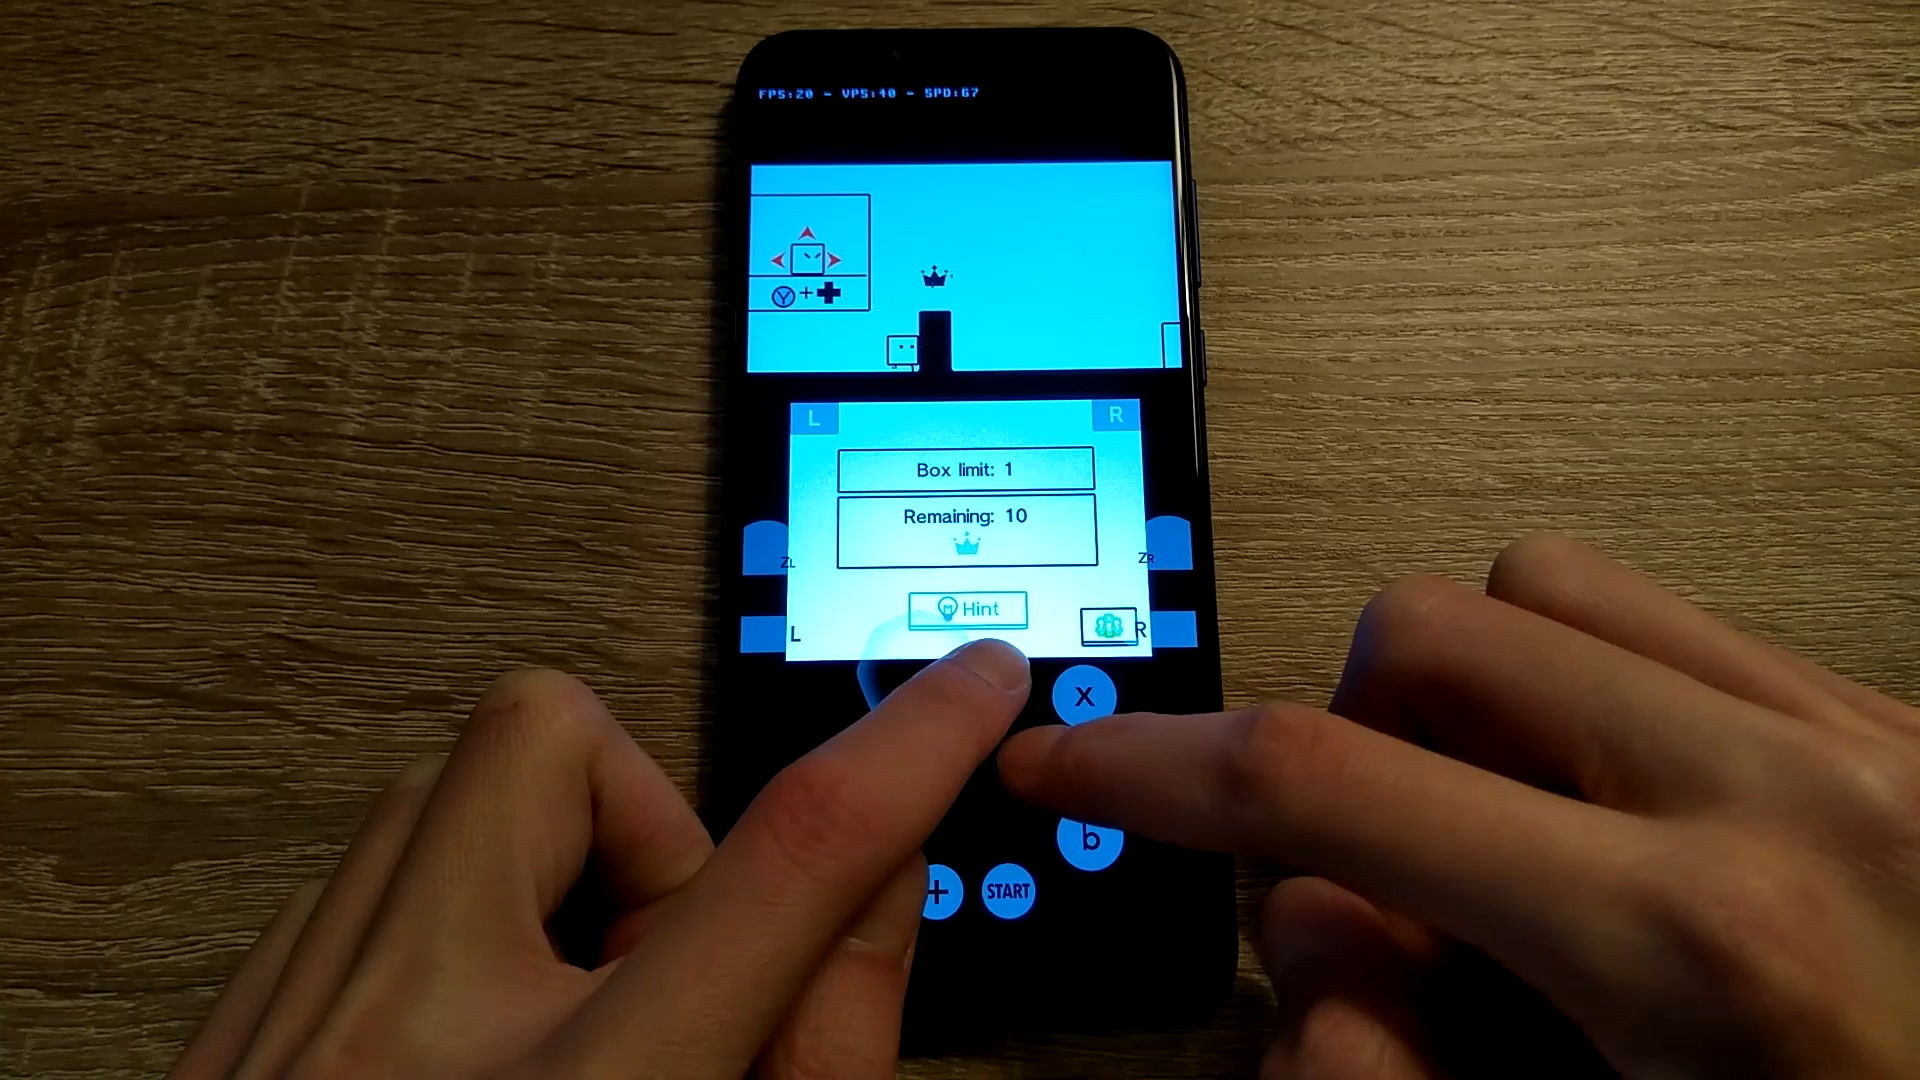 FPS:20 - VPS:40 - SPD:67
Y +
L R
Box limit: 1
Remaining: 10
ZL ZR
Hint
L R
X
b
+ START